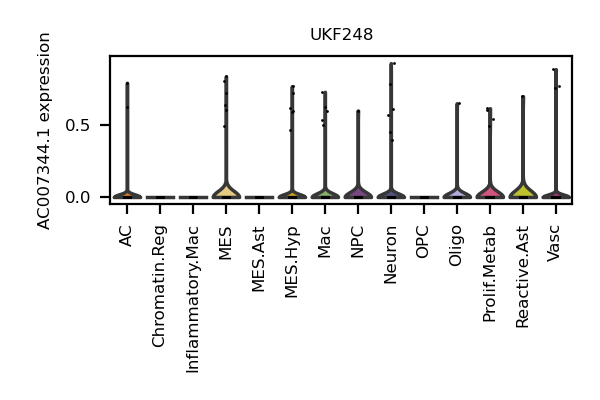 UKF248
AC007344.1 expression
0.5
0.0
AC
Chromatin.Reg
Inflammatory.Mac
MES
MES.Ast
MES.Hyp
Mac
NPC
Neuron
OPC
Oligo
Prolif.Metab
Reactive.Ast
Vasc